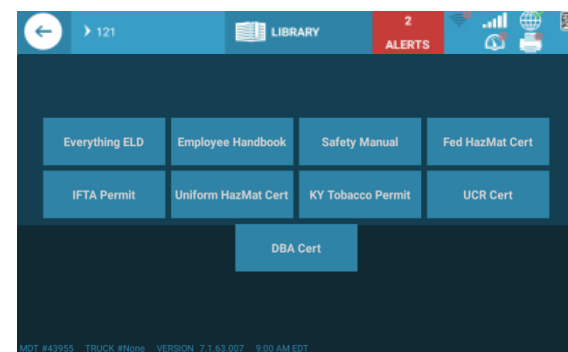 121
LIBRARY
2
ALERTS
Everything ELD
Employee Handbook
Safety Manual
Fed HazMat Cert
IFTA Permit
Uniform HazMat Cert
KY Tobacco Permit
UCR Cert
DBA Cert
MDT #43955 TRUCK #None VERSION 7.1.63.007 9:00 AM EDT